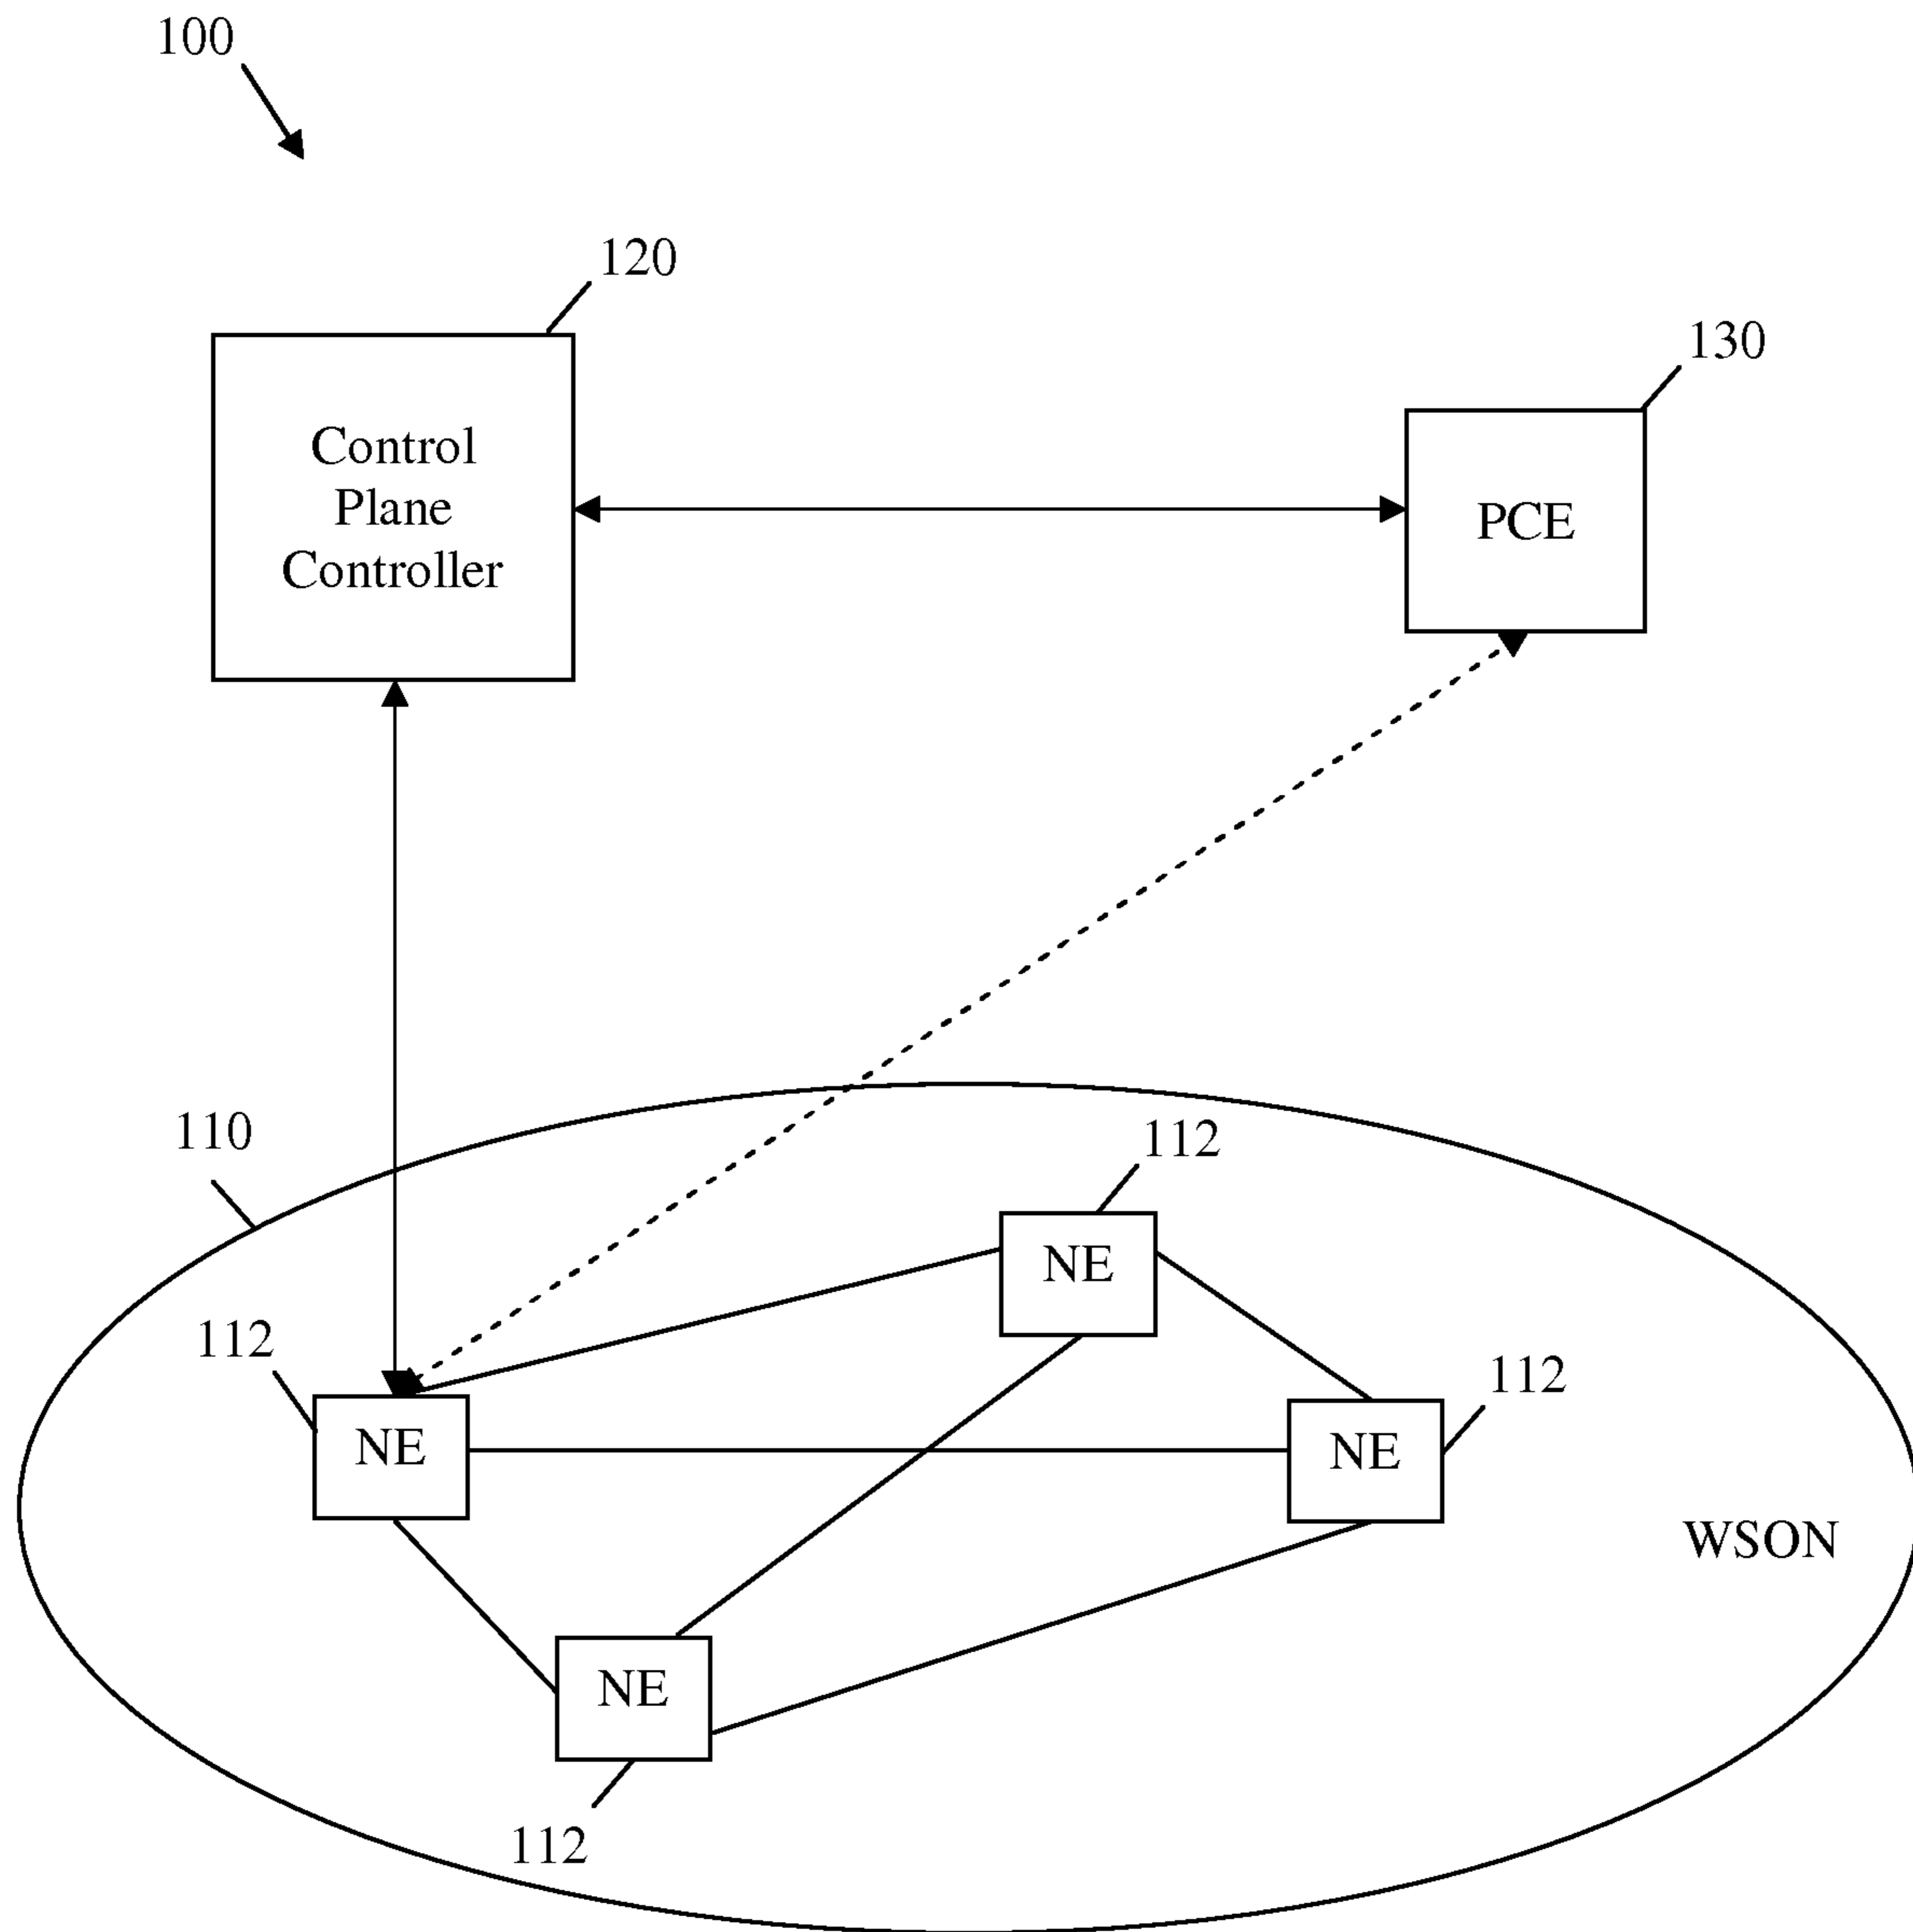 100
120
130
Control
Plane
Controller
PCE
110
112
NE
112
NE
112
NE
WSON
NE
112